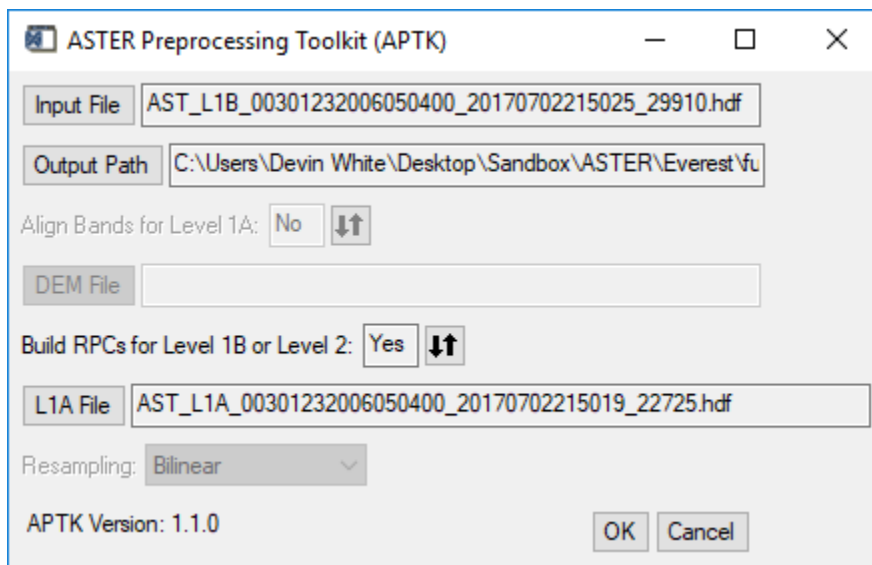 ASTER Preprocessing Toolkit (APTK)
Input File AST_L1B_00301232006050400_20170702215025_29910.hdf
Output Path C:\Users\Devin White\Desktop\Sandbox\ASTER\Everest\fu
Align Bands for Level 1A: No
DEM File
Build RPCs for Level 1B or Level 2: Yes
L1A File AST_L1A_00301232006050400_20170702215019_22725.hdf
Resampling: Bilinear
APTK Version: 1.1.0 OK Cancel